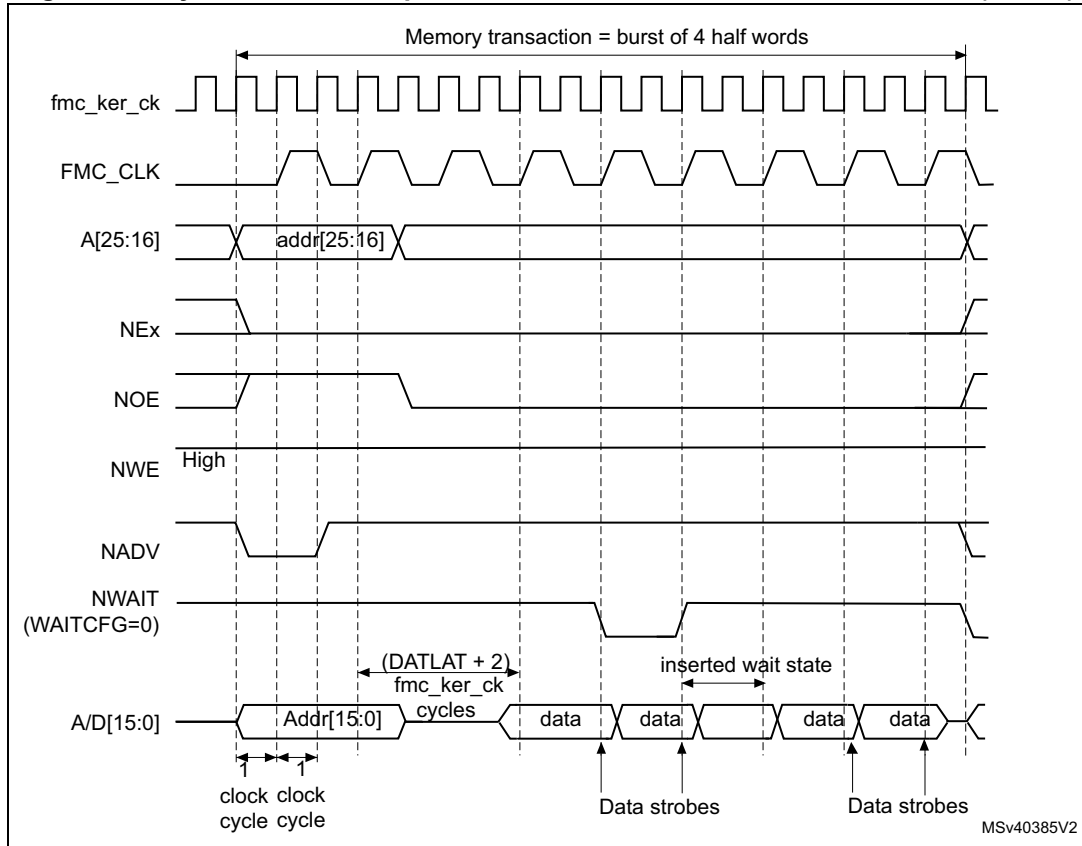 Memory transaction = burst of 4 half words
fmc_ker_ck
FMC_CLK
A[25:16]
addr[25:16]
NEx
NOE
High
NWE
NADV
NWAIT
(WAITCFG=0)
(DATLAT + 2)
inserted wait state
fmc_ker_ck
cycles
A/D[15:0]
Addr[15:0]
data
data
data
data
1
1
clock
clock
cycle
cycle
Data strobes
Data strobes
MSv40385V2